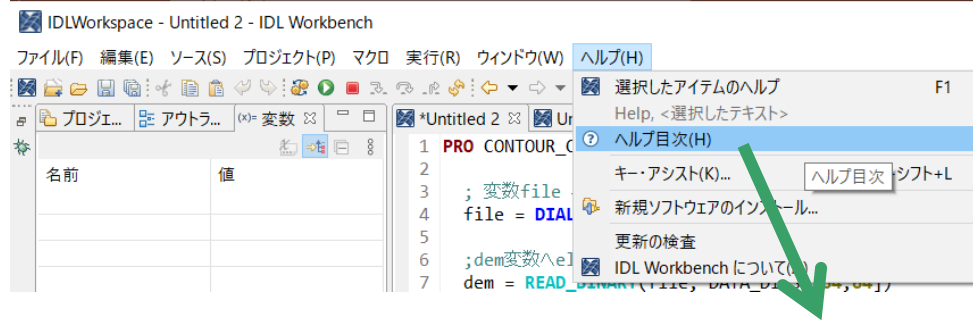 IDLWorkspace - Untitled 2 - IDL Workbench
ファイル(F) 編集(E) ソース(S) プロジェクト(P) マクロ 実行(R) ウィンドウ(W) ヘルプ(H)
プロジェ... アウトラ... (x)= 変数
*Untitled 2
名前 値
1 PRO CONTOUR_
2
3 ; 変数file
4 file = DIAL
5
6 ;dem変数へel
7 dem = READ_BINARY(file, DATA_DI
選択したアイテムのヘルプ F1
Help, <選択したテキスト>
ヘルプ目次(H)
キー・アシスト(K)... シフト+L
ヘルプ目次
新規ソフトウェアのインストール...
更新の検査
IDL Workbench について